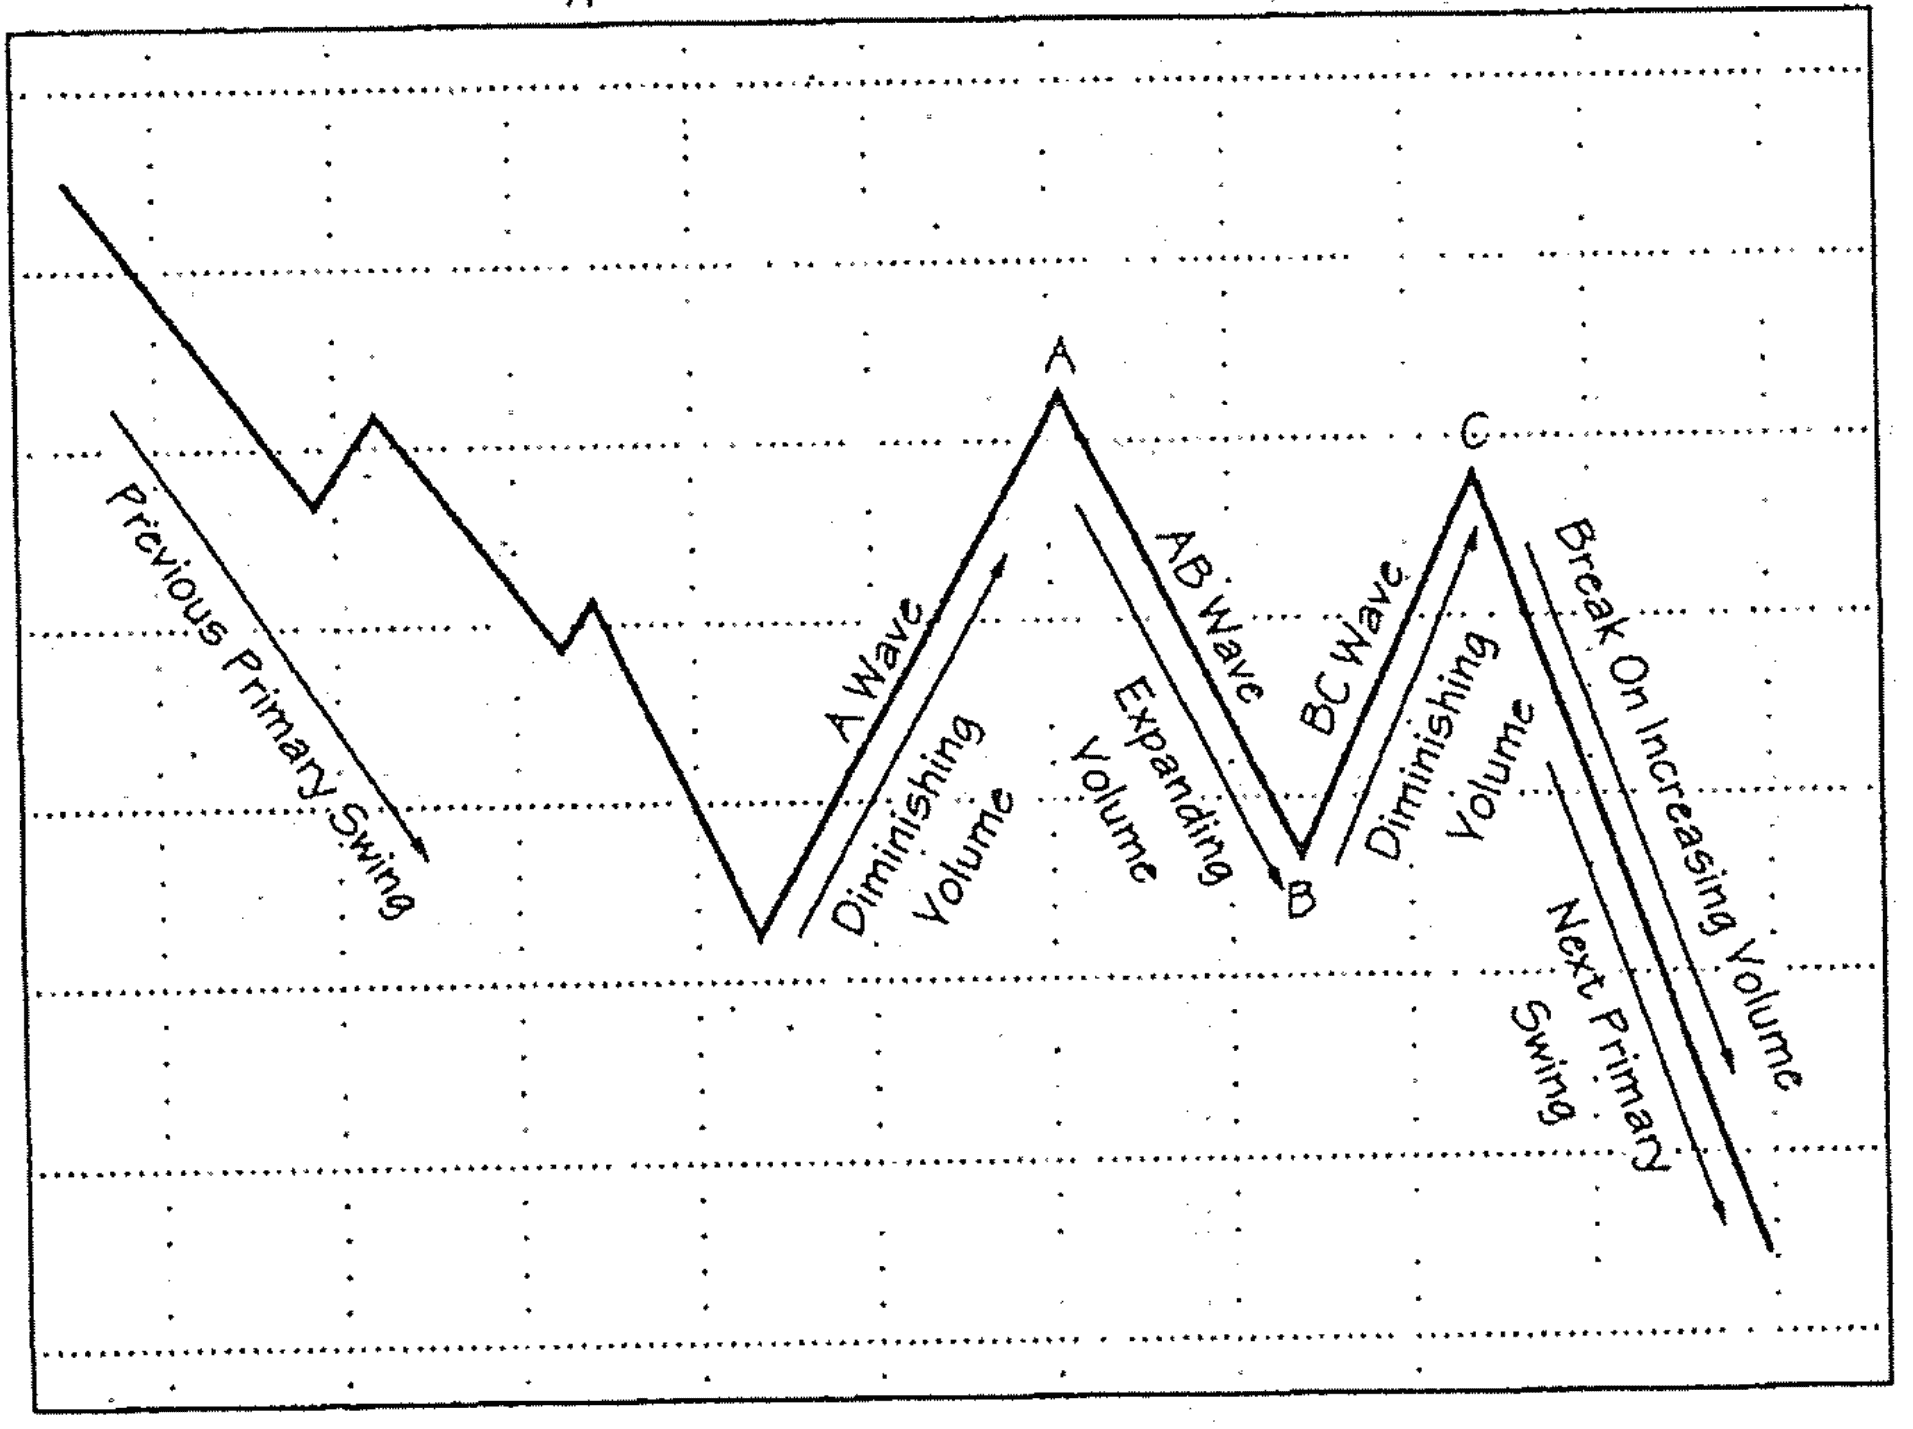 A
C
Previous Primary Swing
A Wave
Diminishing
Volume
AB Wave
Expanding
Volume
B
BC Wave
Diminishing
Volume
Break On Increasing Volume
Next Primary
Swing